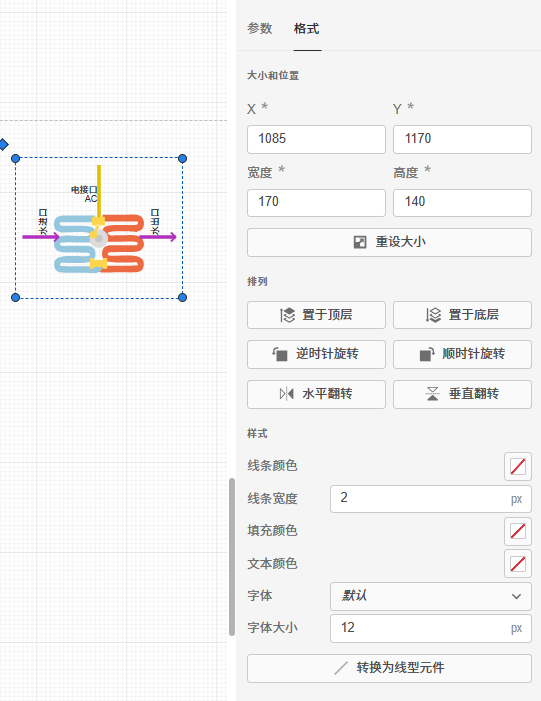 参数 格式
大小和位置
X * Y *
1085 1170
宽度 * 高度 *
170 140
重设大小
排列
置于顶层 置于底层
逆时针旋转 顺时针旋转
水平翻转 垂直翻转
样式
线条颜色
线条宽度 2 px
填充颜色
文本颜色
字体 默认
字体大小 12 px
转换为线型元件
电接口
AC
水进口
水出口